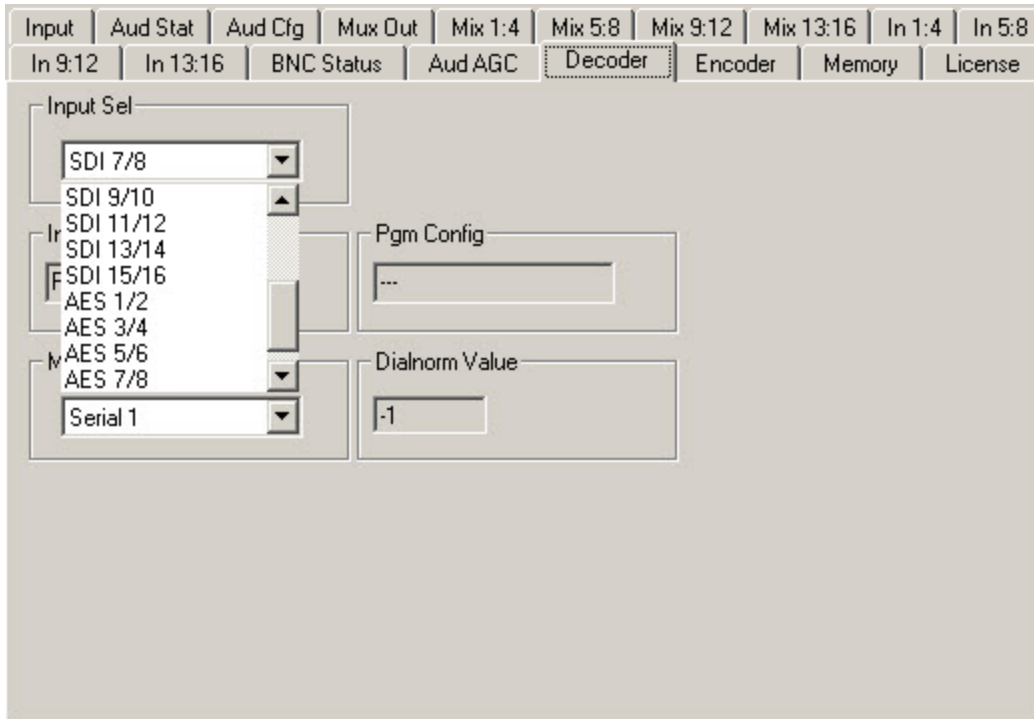 Input Aud Stat Aud Cfg Mux Out Mix 1:4 Mix 5:8 Mix 9:12 Mix 13:16 In 1:4 In 5:8
In 9:12 In 13:16 BNC Status Aud AGC Decoder Encoder Memory License
Input Sel
SDI 7/8
SDI 9/10
SDI 11/12
SDI 13/14
SDI 15/16
AES 1/2
AES 3/4
AES 5/6
AES 7/8
Pgm Config
---
Serial 1
Dialnorm Value
-1